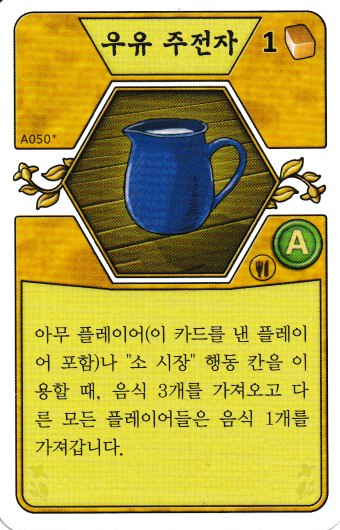 우유 주전자 1
A050*
A
아무 플레이어(이 카드를 낸 플레이
어 포함)나 "소 시장" 행동 칸을 이
용할 때, 음식 3개를 가져오고 다
른 모든 플레이어들은 음식 1개를
가져갑니다.